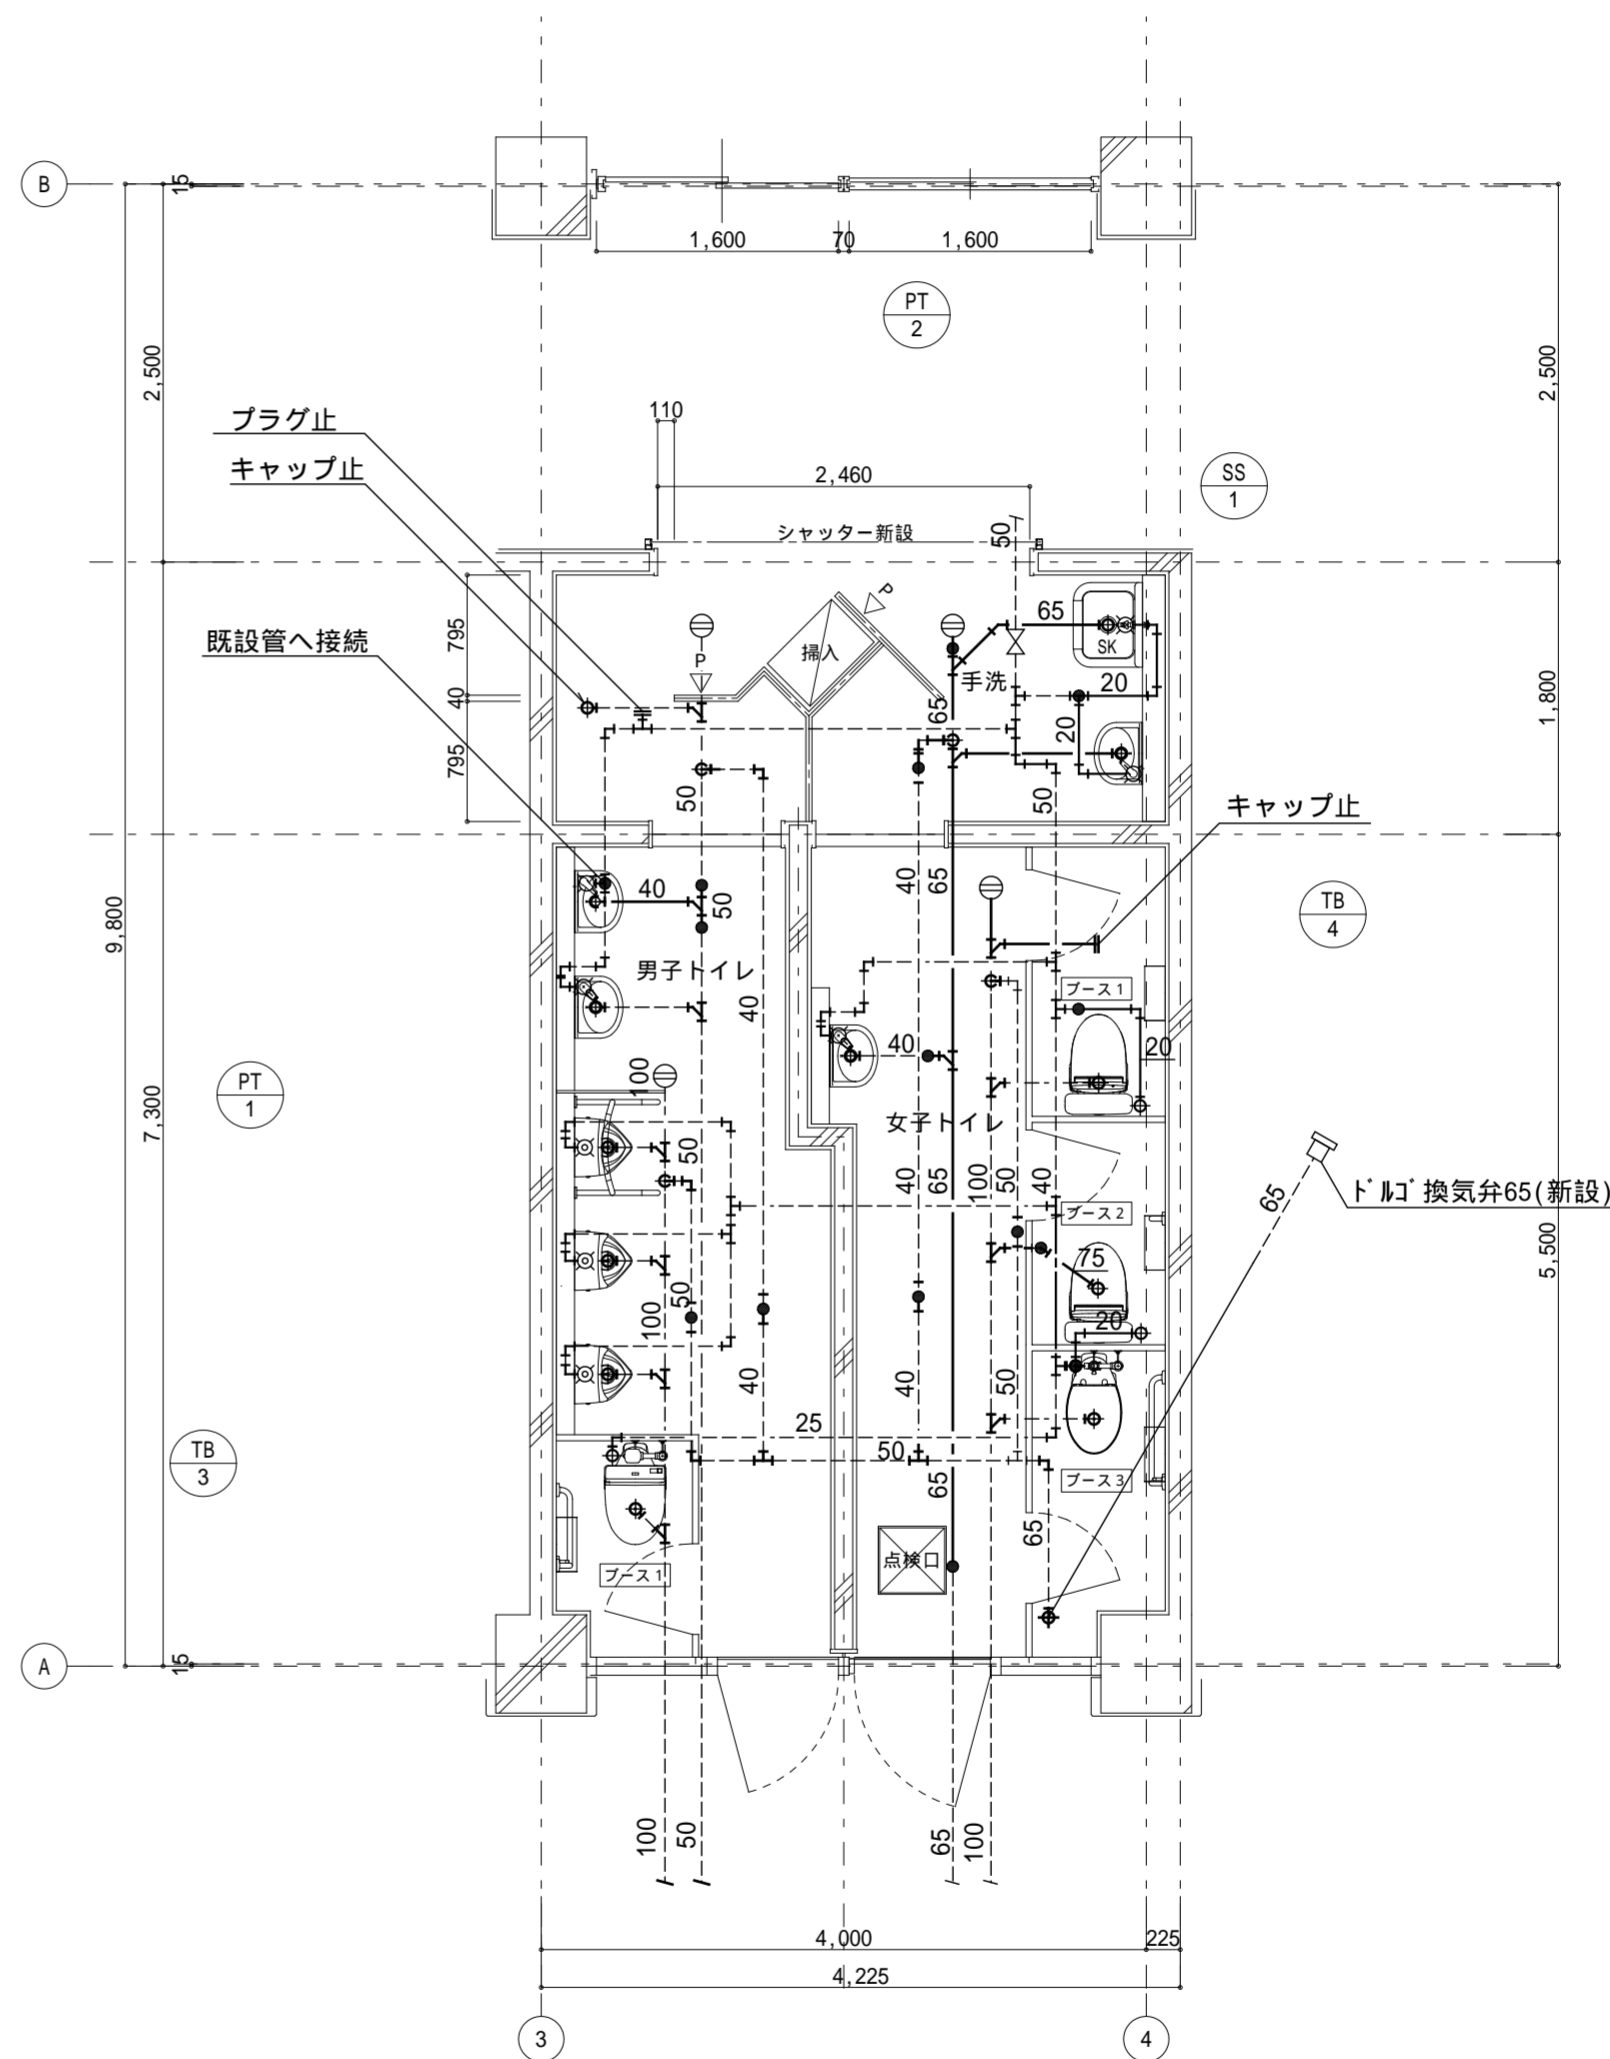 B
15
1,600
70
1,600
PT
2
2,500
2,500
プラグ止
キャップ止
110
2,460
SS
1
シャッター新設
50
既設管へ接続
795
40
795
P
P
掃入
65
SK
手洗
20
20
65
1,800
50
50
キャップ止
9,800
40
50
40
65
TB
4
男子トイレ
40
ブース1
40
20
PT
1
7,300
100
50
女子トイレ
40
65
100
50
40
ブース2
65
ドルゴ換気弁65(新設)
5,500
75
20
50
100
40
40
50
25
50
TB
3
65
ブース3
65
点検口
ブース1
A
15
100
50
65
100
4,000
225
4,225
3
4